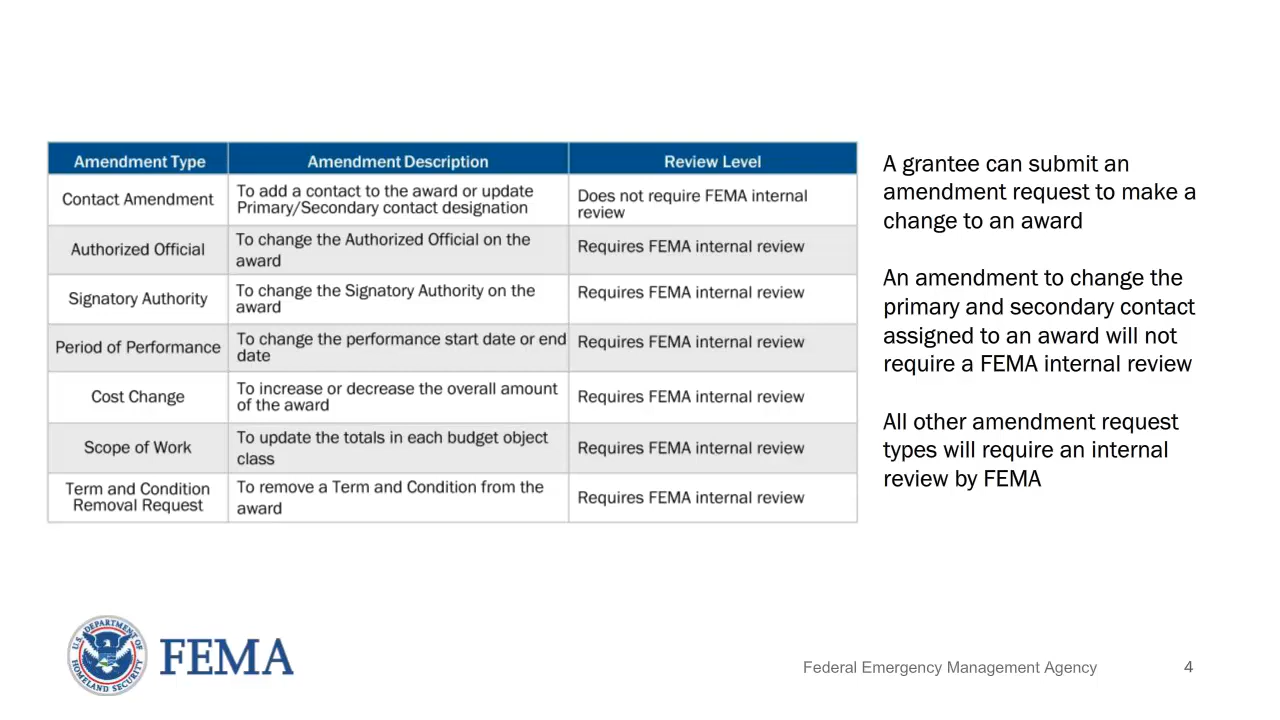 Amendment Type Amendment Description Review Level
Contact Amendment
To add a contact to the award or update
Primary/Secondary contact designation
Does not require FEMA internal
review
Authorized Official
To change the Authorized Official on the
award
Requires FEMA internal review
Signatory Authority
To change the Signatory Authority on the
award
Requires FEMA internal review
Period of Performance
To change the performance start date or end
date
Requires FEMA internal review
Cost Change
To increase or decrease the overall amount
of the award
Requires FEMA internal review
Scope of Work
To update the totals in each budget object
class
Requires FEMA internal review
Term and Condition
Removal Request
To remove a Term and Condition from the
award
Requires FEMA internal review
A grantee can submit an
amendment request to make a
change to an award
An amendment to change the
primary and secondary contact
assigned to an award will not
require a FEMA internal review
All other amendment request
types will require an internal
review by FEMA
U.S. DEPARTMENT OF
HOMELAND SECURITY
FEMA
Federal Emergency Management Agency
4